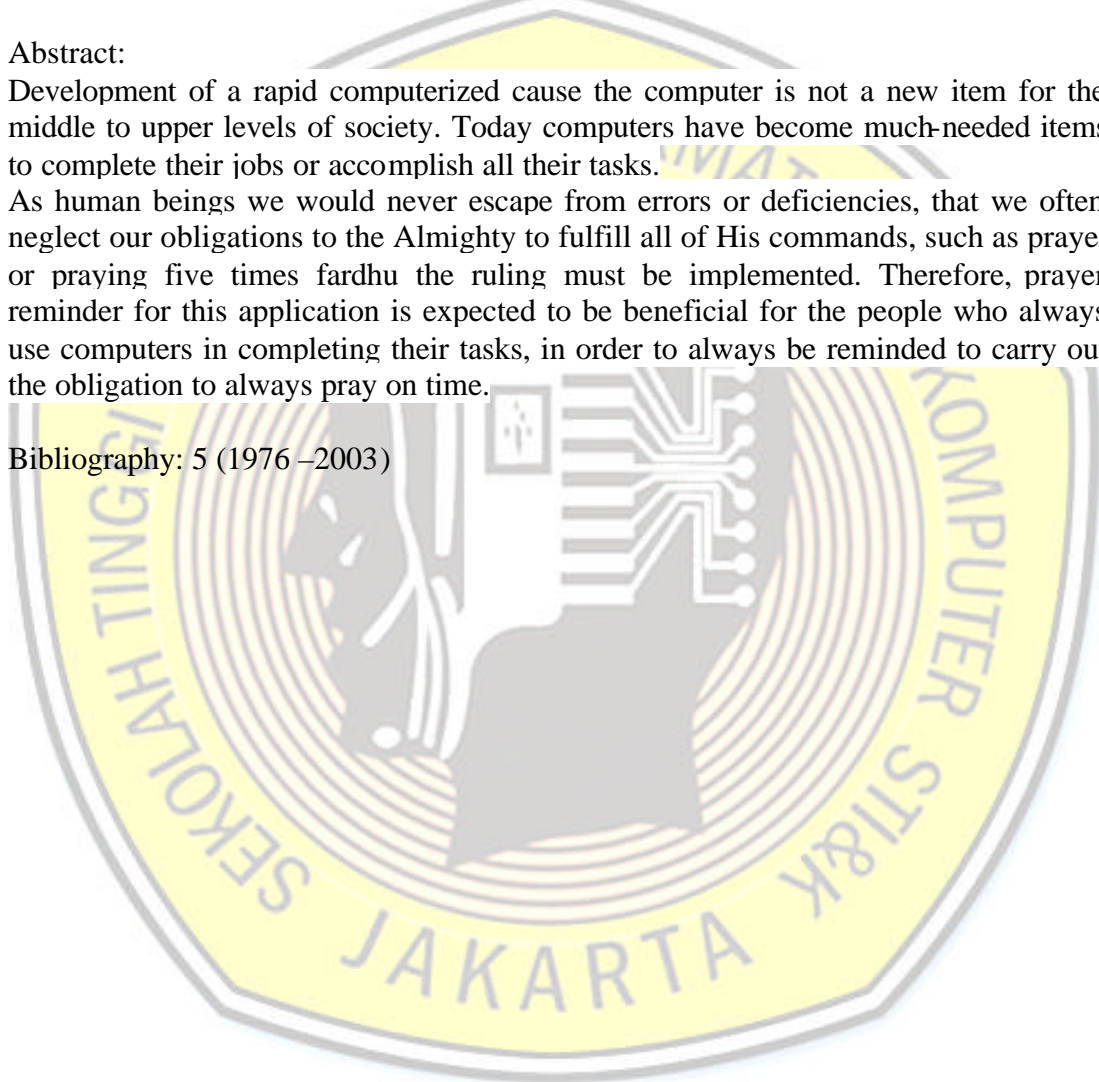 Abstract:
Development of a rapid computerized cause the computer is not a new item for the
middle to upper levels of society. Today computers have become much-needed items
to complete their jobs or accomplish all their tasks.
As human beings we would never escape from errors or deficiencies, that we often
neglect our obligations to the Almighty to fulfill all of His commands, such as prayer
or praying five times fardhu the ruling must be implemented. Therefore, prayer
reminder for this application is expected to be beneficial for the people who always
use computers in completing their tasks, in order to always be reminded to carry ou
the obligation to always pray on time.
Bibliography: 5 (1976 –2003)
SEKOLAH TINGGI
KOMPUTER STI&K
JAKARTA